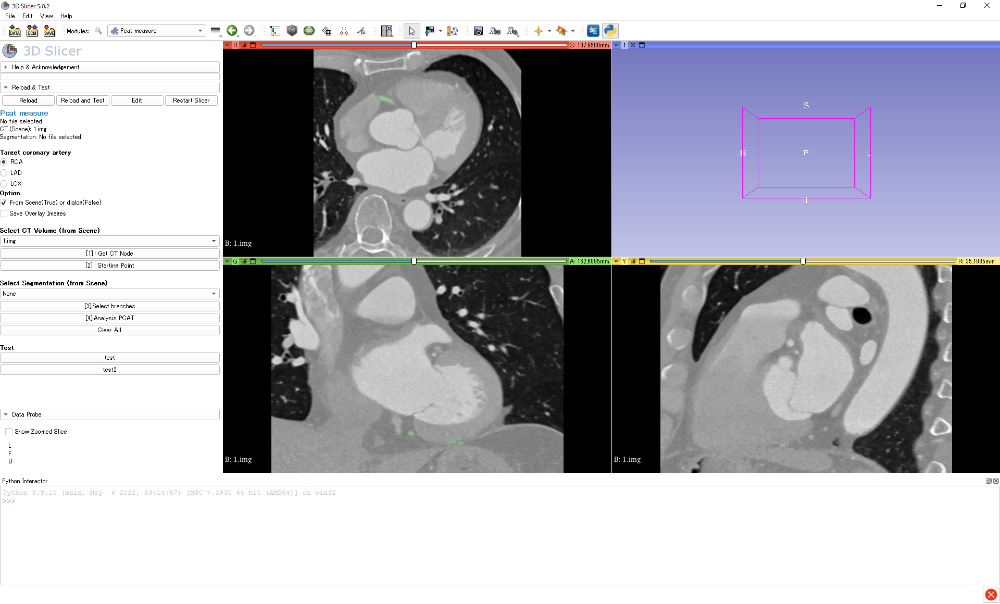 3D Slicer 5.0.2
File Edit View Help
DATA DCM SAVE Modules: Pcat measure
3D Slicer
Help & Acknowledgement
Reload & Test
Reload Reload and Test Edit Restart Slicer
Pcat measure
No file selected.
CT (Scene): 1.img
Segmentation: No file selected.
Target coronary artery
RCA
LAD
LCX
Option
From Scene(True) or dialog(False)
Save Overlay Images
Select CT Volume (from Scene)
1.img
[1] : Get CT Node
[2] : Starting Point
Select Segmentation (from Scene)
None
[3]:Select branches
[4]:Analysis PCAT
Clear All
Test
test
test2
Data Probe
Show Zoomed Slice
L
F
B
R S: 107.9500mm
B: 1.img
1
S
R P L
I
G A: 162.6885mm
B: 1.img
Y R: 35.1885mm
B: 1.img
Python Interactor
Python 3.9.10 (main, May  6 2022, 03:14:57) [MSC v.1930 64 bit (AMD64)] on win32
>>>